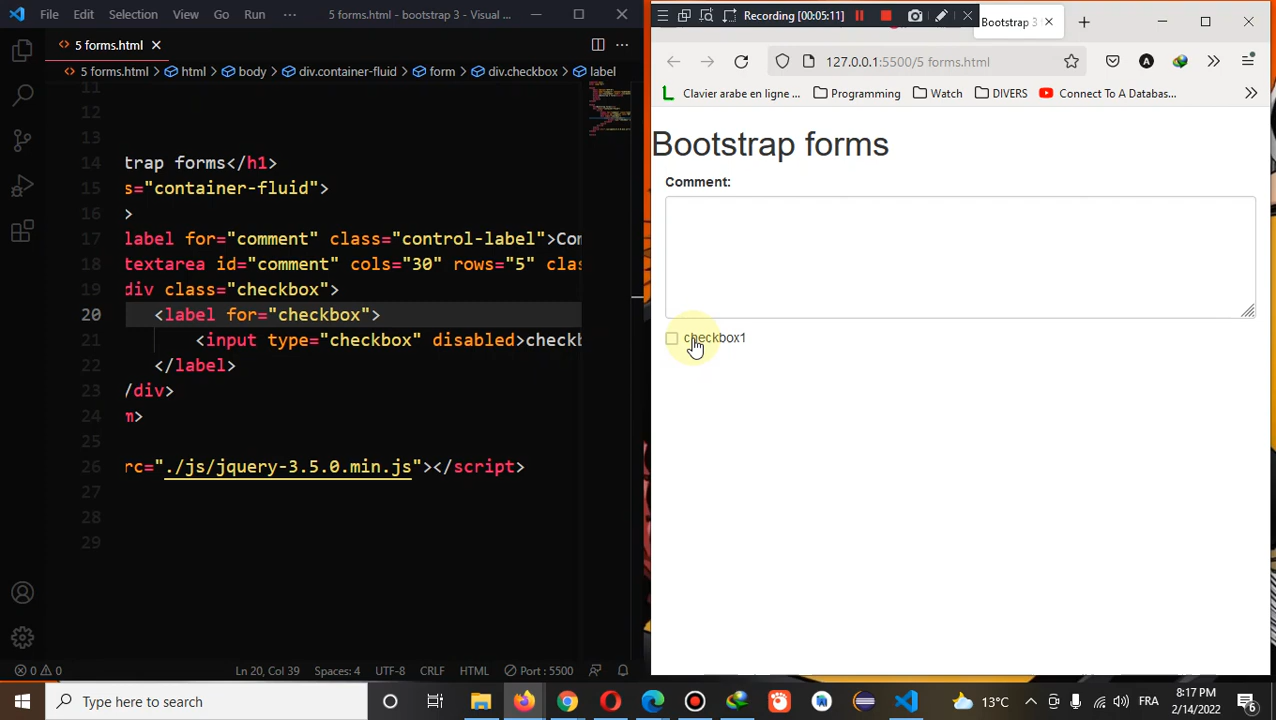 File Edit Selection View Go Run ··· 5 forms.html - bootstrap 3 - Visual ...
5 forms.html
5 forms.html > html > body > div.container-fluid > form > div.checkbox > label
11
12
13
14 trap forms</h1>
15 s="container-fluid">
16 >
17 label for="comment" class="control-label">Co
18 textarea id="comment" cols="30" rows="5" clas
19 div class="checkbox">
20 <label for="checkbox">
21 <input type="checkbox" disabled>checkb
22 </label>
23 /div>
24 m>
25
26 rc="./js/jquery-3.5.0.min.js"></script>
27
28
29
0 0 Ln 20, Col 39 Spaces: 4 UTF-8 CRLF HTML Port : 5500
Recording [00:05:11]
Bootstrap 3
127.0.0.1:5500/5 forms.html
Clavier arabe en ligne ... Programming Watch DIVERS Connect To A Databas...
Bootstrap forms
Comment:
checkbox1
Type here to search
13°C FRA 8:17 PM
2/14/2022 6